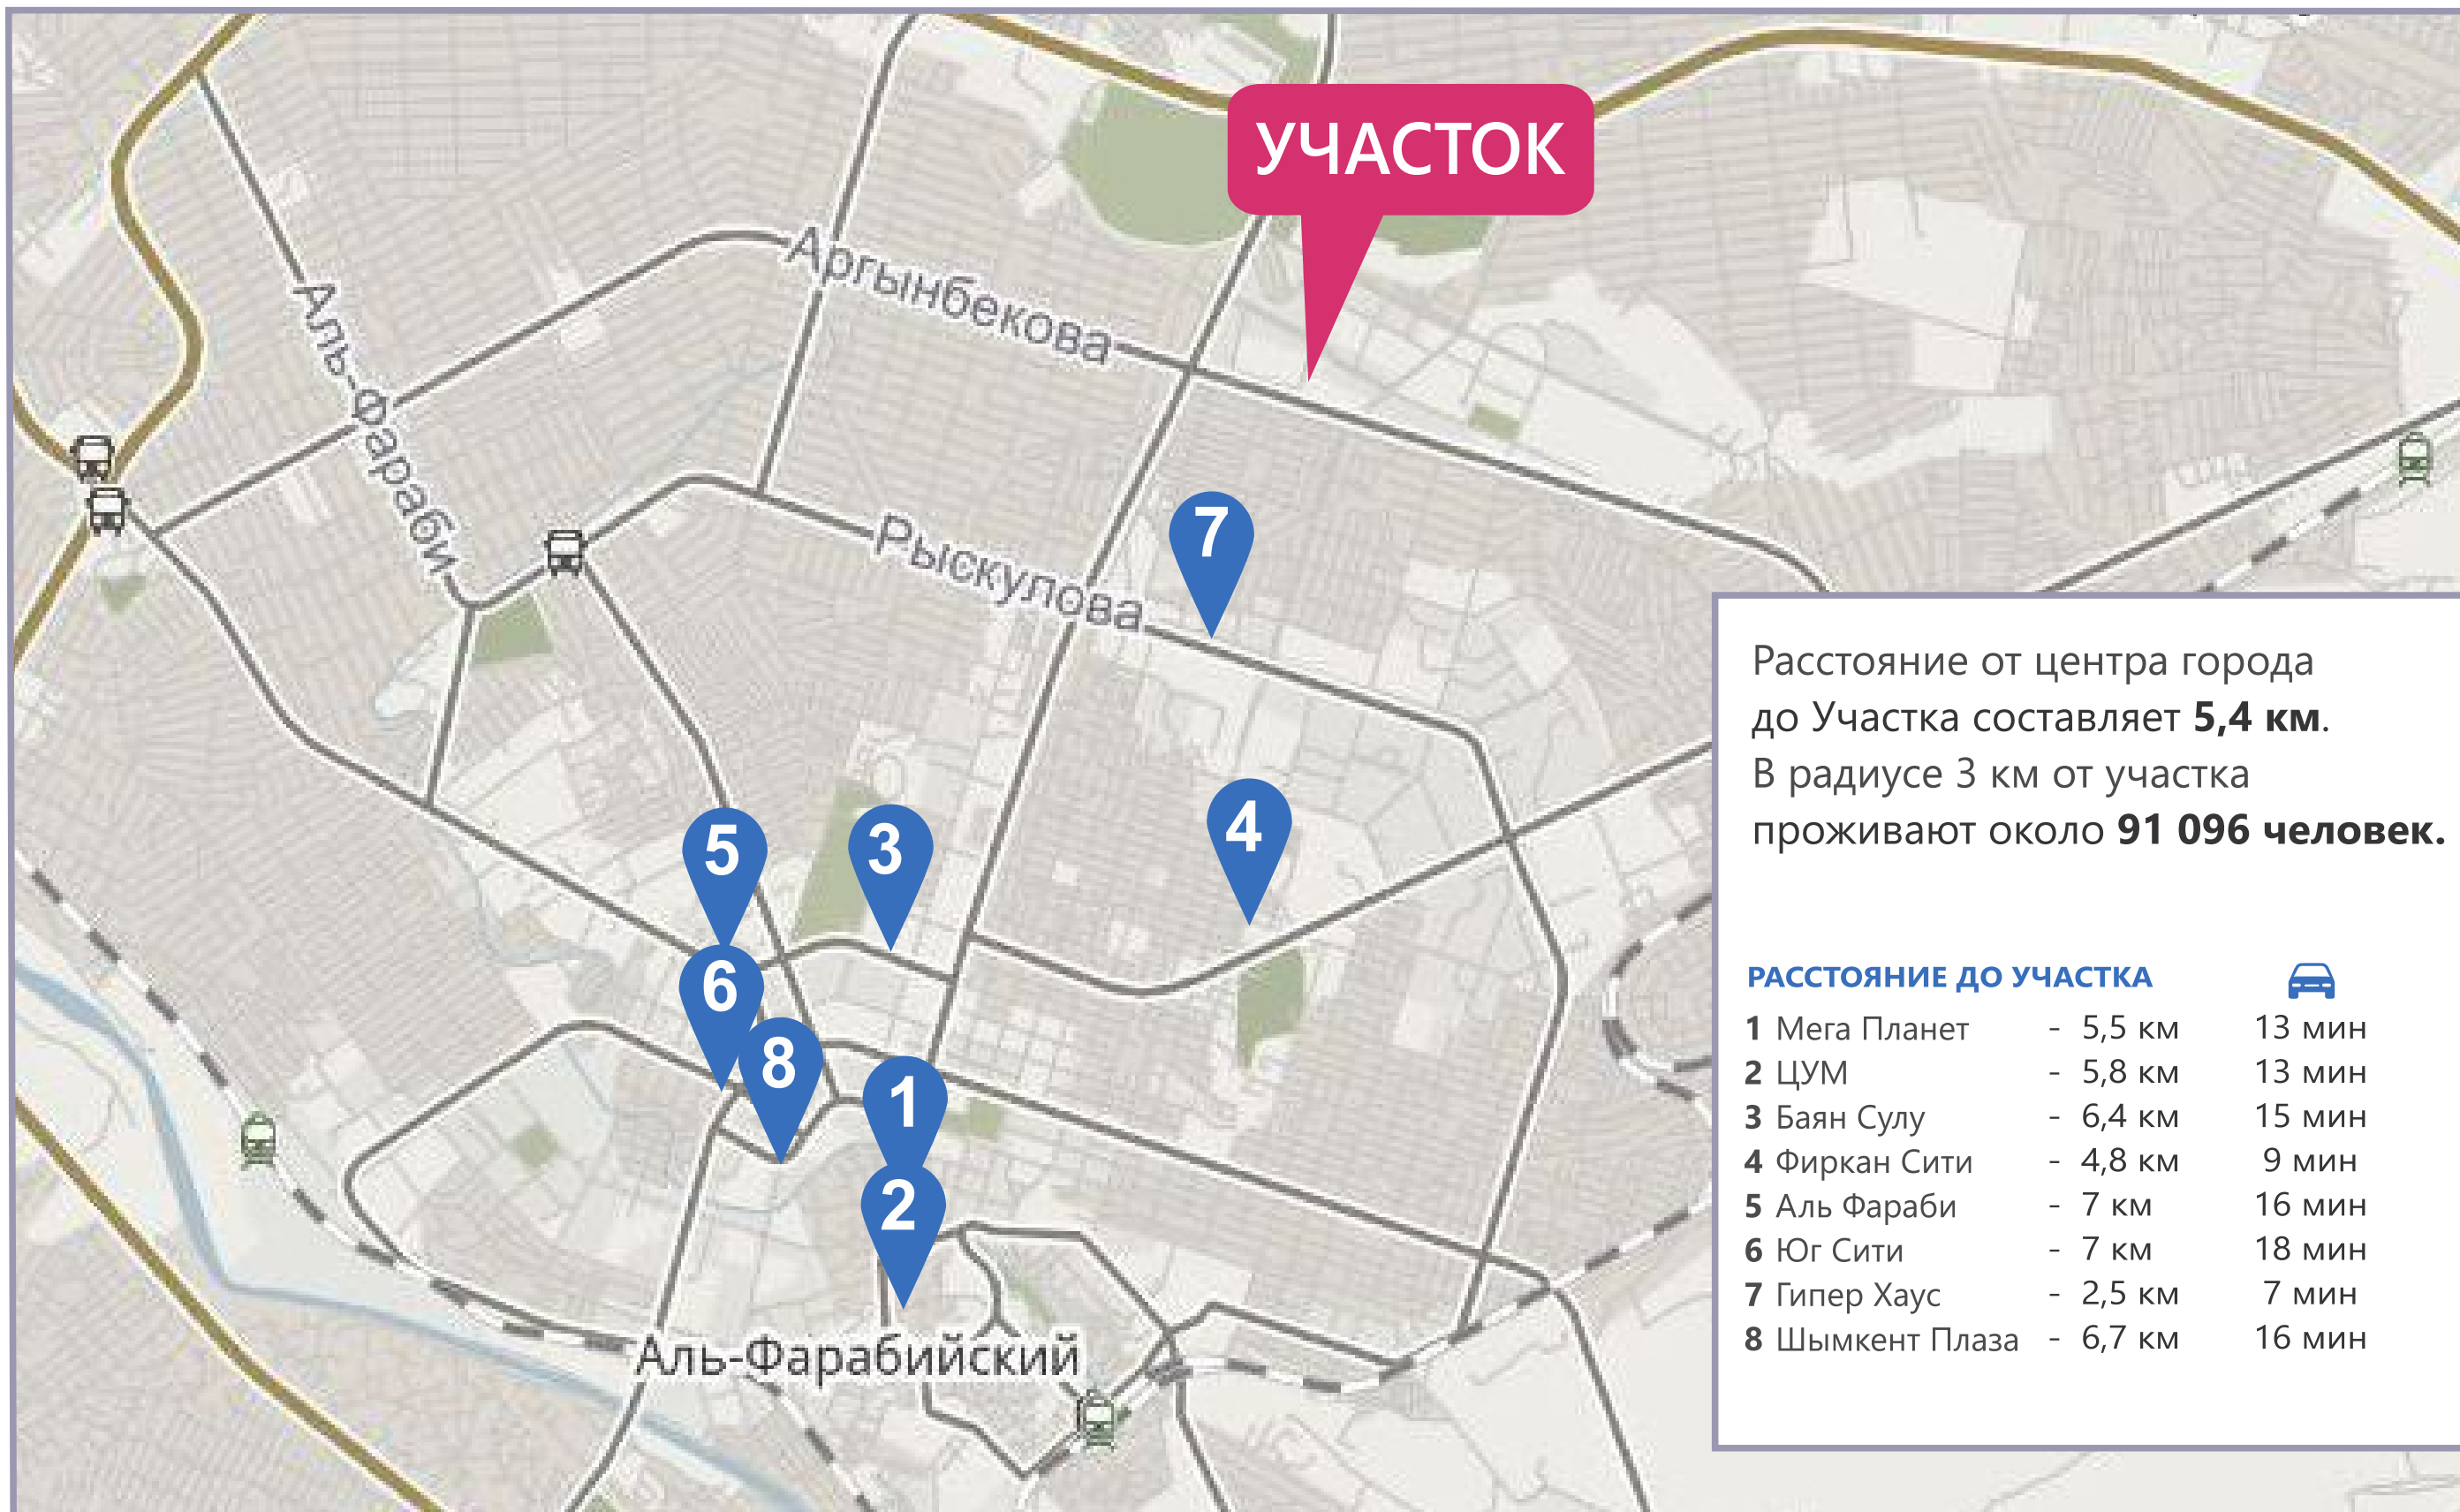 УЧАСТОК
Аргынбекова
Аль-Фараби
Рыскулова
7
4
5
3
6
8
1
2
Аль-Фарабийский
Расстояние от центра города
до Участка составляет 5,4 км.
В радиусе 3 км от участка
проживают около 91 096 человек.
РАССТОЯНИЕ ДО УЧАСТКА
1 Мега Планет - 5,5 км 13 мин
2 ЦУМ - 5,8 км 13 мин
3 Баян Сулу - 6,4 км 15 мин
4 Фиркан Сити - 4,8 км 9 мин
5 Аль Фараби - 7 км 16 мин
6 Юг Сити - 7 км 18 мин
7 Гипер Хаус - 2,5 км 7 мин
8 Шымкент Плаза - 6,7 км 16 мин